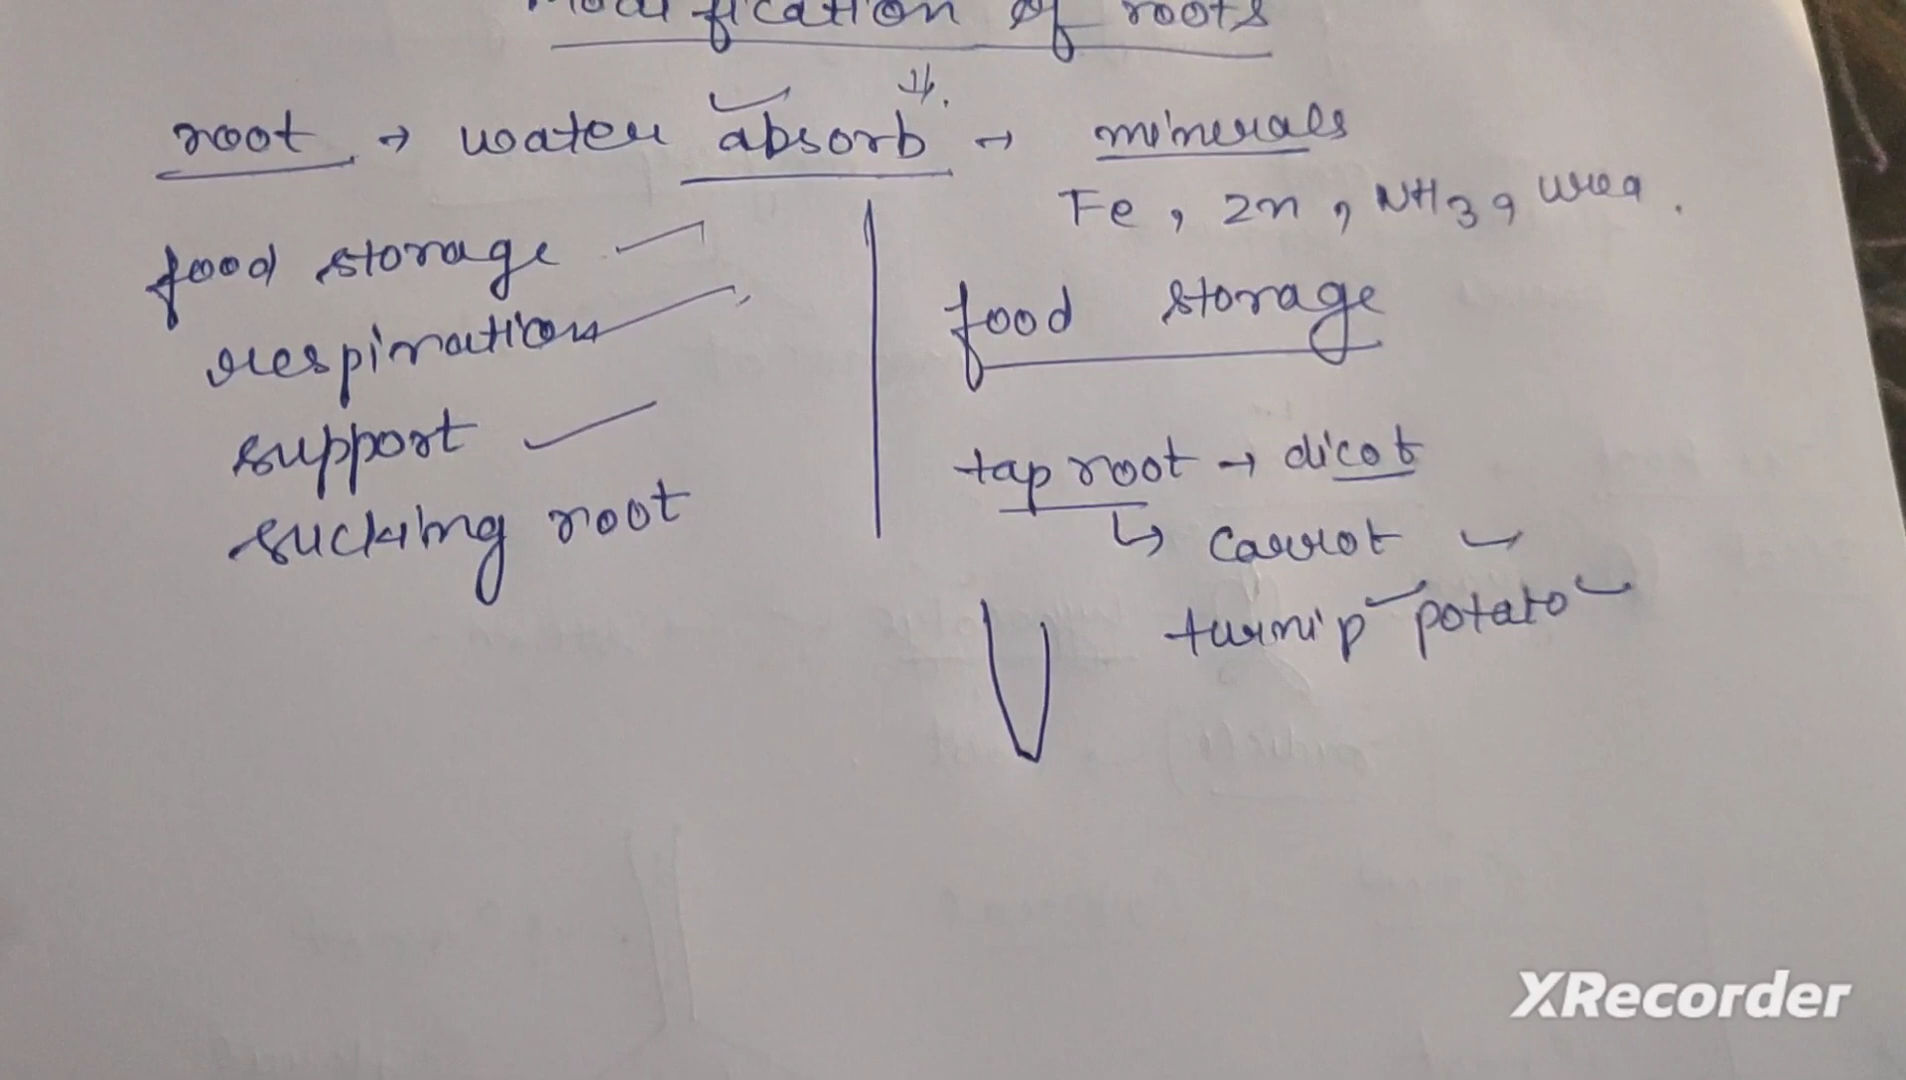 Modification of roots
root → water absorb → minerals
Fe, Zn, NH3, urea.
food storage
respiration
support
sucking root
food storage
tap root → dicot
↳ carrot
turnip potato
XRecorder